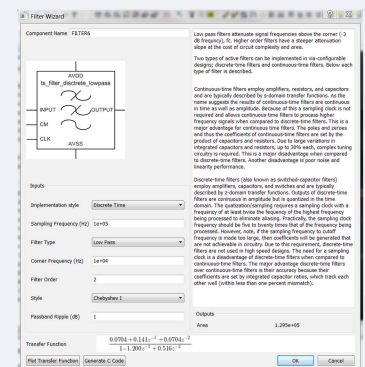 Filter Wizard
Component Name FILTER6
AVDD
ts_filter_discrete_lowpass
INPUT
OUTPUT
CM
CLK
AVSS
Inputs
Implementation style Discrete Time
Sampling Frequency (Hz) 1e+05
Filter Type Low Pass
Corner Frequency (Hz) 1e+04
Filter Order 2
Style Chebyshev I
Passband Ripple (dB) 1
Low pass filters attenuate signal frequencies above the corner (-3
dB frequency), fc. Higher order filters have a steeper attenuation
slope at the cost of circuit complexity and area.
Two types of active filters can be implemented in via-configurable
designs; discrete-time filters and continuous-time filters. Below each
type of filter is described.
Continuous-time filters employ amplifiers, resistors, and capacitors
and are typically described by s-domain transfer functions. As the
name suggests the results of continuous-time filters are continuous
in time as well as amplitude. Because of this a sampling clock is not
required and allows continuous-time filters to process higher
frequency signals when compared to discrete-time filters. This is a
major advantage for continuous time filters. The poles and zeros
and thus the coefficients of continuous-time filters are set by the
product of capacitors and resistors. Due to large variations in
integrated capacitors and resistors, up to 30% each, complex tuning
circuitry is required. This is a major disadvantage when compared
to discrete-time filters. Another disadvantage is poor noise and
linearity performance.
Discrete-time filters (also known as switched-capacitor filters)
employ amplifiers, capacitors, and switches and are typically
described by z-domain transfer functions. Outputs of discrete-time
filters are continuous in amplitude but is quantized in the time
domain. The quatization/sampling requires a sampling clock with a
frequency of at least twice the fequency of the highest frequency
being processed to eliminate aliasing. Practically, the sampling clock
frequency should be five to twenty times that of the frequency being
processed. However, note, if the sampling frequency to cutoff
frequency is made too large, then coefficients will be generated that
are not achievable in circuitry. Due to this requirement, discrete-time
filters are not used in high speed designs. The need for a sampling
clock is a disadvantage of discrete-time filters when compared to
continuous-time filters. The major advantage discrete-time filters
over continuous-time filters is their accuracy because their
coefficients are set by integrated capacitor ratios, which track each
other well (within less than one percent mismatch).
Outputs
Area 1.295e+05
Transfer Function
0.0704 + 0.141z⁻¹ + 0.0704z⁻²
1−1.200z⁻¹ + 0.516z⁻²
Plot Transfer Function Generate C Code OK Cancel